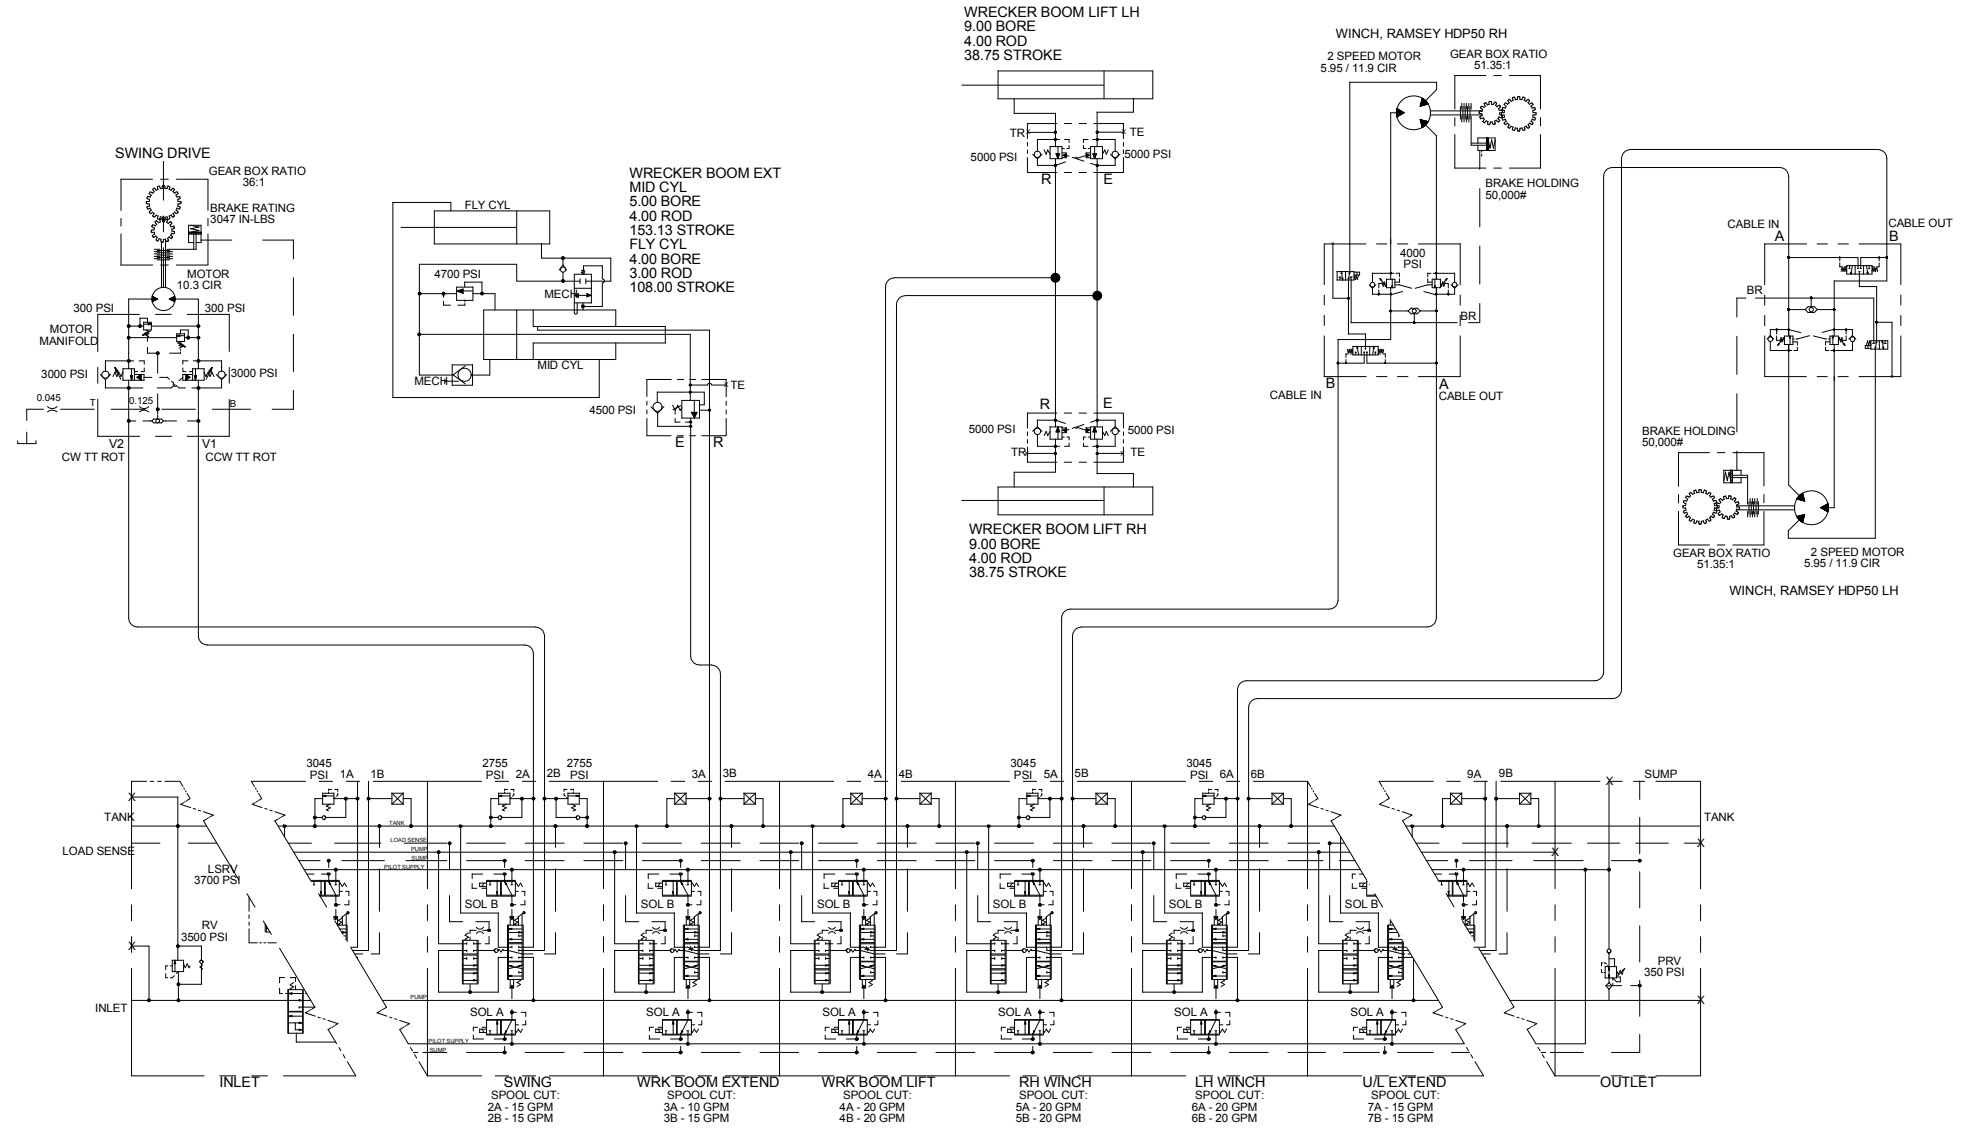 WRECKER BOOM LIFT LH
9.00 BORE
4.00 ROD
38.75 STROKE
TR
TE
5000 PSI
5000 PSI
R
E
WINCH, RAMSEY HDP50 RH
2 SPEED MOTOR
5.95 / 11.9 CIR
GEAR BOX RATIO
51.35:1
BRAKE HOLDING
50,000#
4000
PSI
BR
B
A
CABLE IN
CABLE OUT
SWING DRIVE
GEAR BOX RATIO
36:1
BRAKE RATING
3047 IN-LBS
MOTOR
10.3 CIR
300 PSI
300 PSI
MOTOR
MANIFOLD
3000 PSI
3000 PSI
0.045
T
0.125
B
V2
V1
CW TT ROT
CCW TT ROT
WRECKER BOOM EXT
MID CYL
5.00 BORE
4.00 ROD
153.13 STROKE
FLY CYL
4.00 BORE
3.00 ROD
108.00 STROKE
FLY CYL
4700 PSI
MECH
MID CYL
MECH
TE
4500 PSI
E
R
R
E
5000 PSI
5000 PSI
TR
TE
WRECKER BOOM LIFT RH
9.00 BORE
4.00 ROD
38.75 STROKE
CABLE IN
CABLE OUT
A
B
BR
BRAKE HOLDING
50,000#
GEAR BOX RATIO
51.35:1
2 SPEED MOTOR
5.95 / 11.9 CIR
WINCH, RAMSEY HDP50 LH
3045
PSI
1A
1B
2755
PSI
2A
2B
2755
PSI
3A
3B
4A
4B
3045
PSI
5A
5B
3045
PSI
6A
6B
9A
9B
SUMP
TANK
TANK
TANK
LOAD SENSE
LOAD SENSE
PUMP
SUMP
PILOT SUPPLY
LSRV
3700 PSI
RV
3500 PSI
SOL B
SOL B
SOL B
SOL B
SOL B
SOL B
PRV
350 PSI
INLET
PUMP
SOL A
SOL A
SOL A
SOL A
SOL A
SOL A
PILOT SUPPLY
SUMP
INLET
SWING
SPOOL CUT:
2A - 15 GPM
2B - 15 GPM
WRK BOOM EXTEND
SPOOL CUT:
3A - 10 GPM
3B - 15 GPM
WRK BOOM LIFT
SPOOL CUT:
4A - 20 GPM
4B - 20 GPM
RH WINCH
SPOOL CUT:
5A - 20 GPM
5B - 20 GPM
LH WINCH
SPOOL CUT:
6A - 20 GPM
6B - 20 GPM
U/L EXTEND
SPOOL CUT:
7A - 15 GPM
7B - 15 GPM
OUTLET